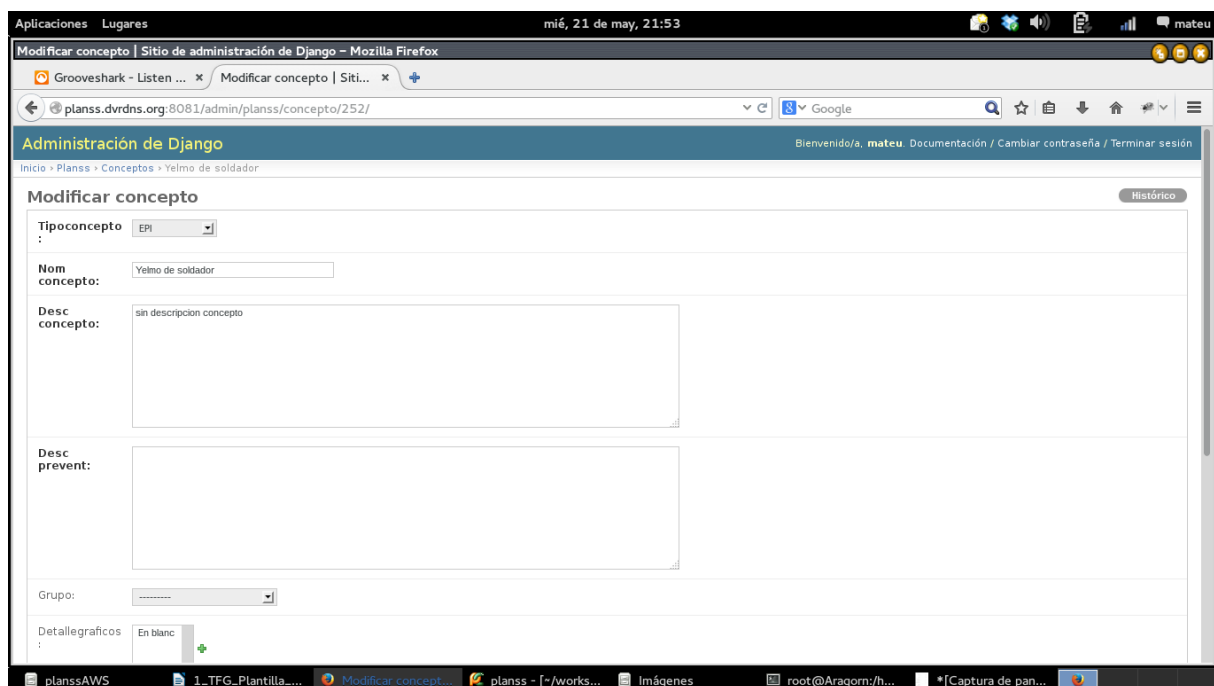 Aplicaciones Lugares mié, 21 de may, 21:53 mateu
Modificar concepto | Sitio de administración de Django – Mozilla Firefox
Grooveshark - Listen ... × Modificar concepto | Siti... ×
planss.dvrdns.org:8081/admin/planss/concepto/252/ Google
Administración de Django Bienvenido/a, mateu. Documentación / Cambiar contraseña / Terminar sesión
Inicio › Planss › Conceptos › Yelmo de soldador
Modificar concepto Histórico
Tipoconcepto EPI
:
Nom Yelmo de soldador
concepto:
Desc sin descripcion concepto
concepto:
Desc
prevent:
Grupo: ---------
Detallegraficos En blanc
:
planssAWS 1_TFG_Plantilla_... Modificar concept... planss - [~/works... Imágenes root@Aragorn:/h... *[Captura de pan...